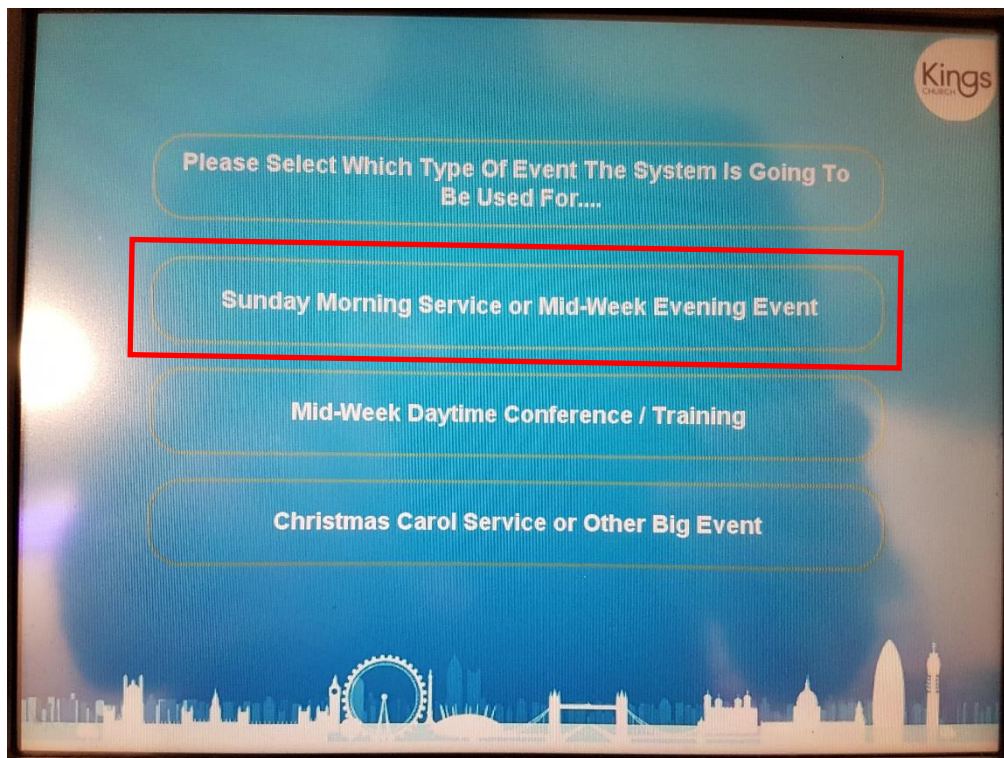 Kings
CHURCH
Please Select Which Type Of Event The System Is Going To
Be Used For....
Sunday Morning Service or Mid-Week Evening Event
Mid-Week Daytime Conference / Training
Christmas Carol Service or Other Big Event